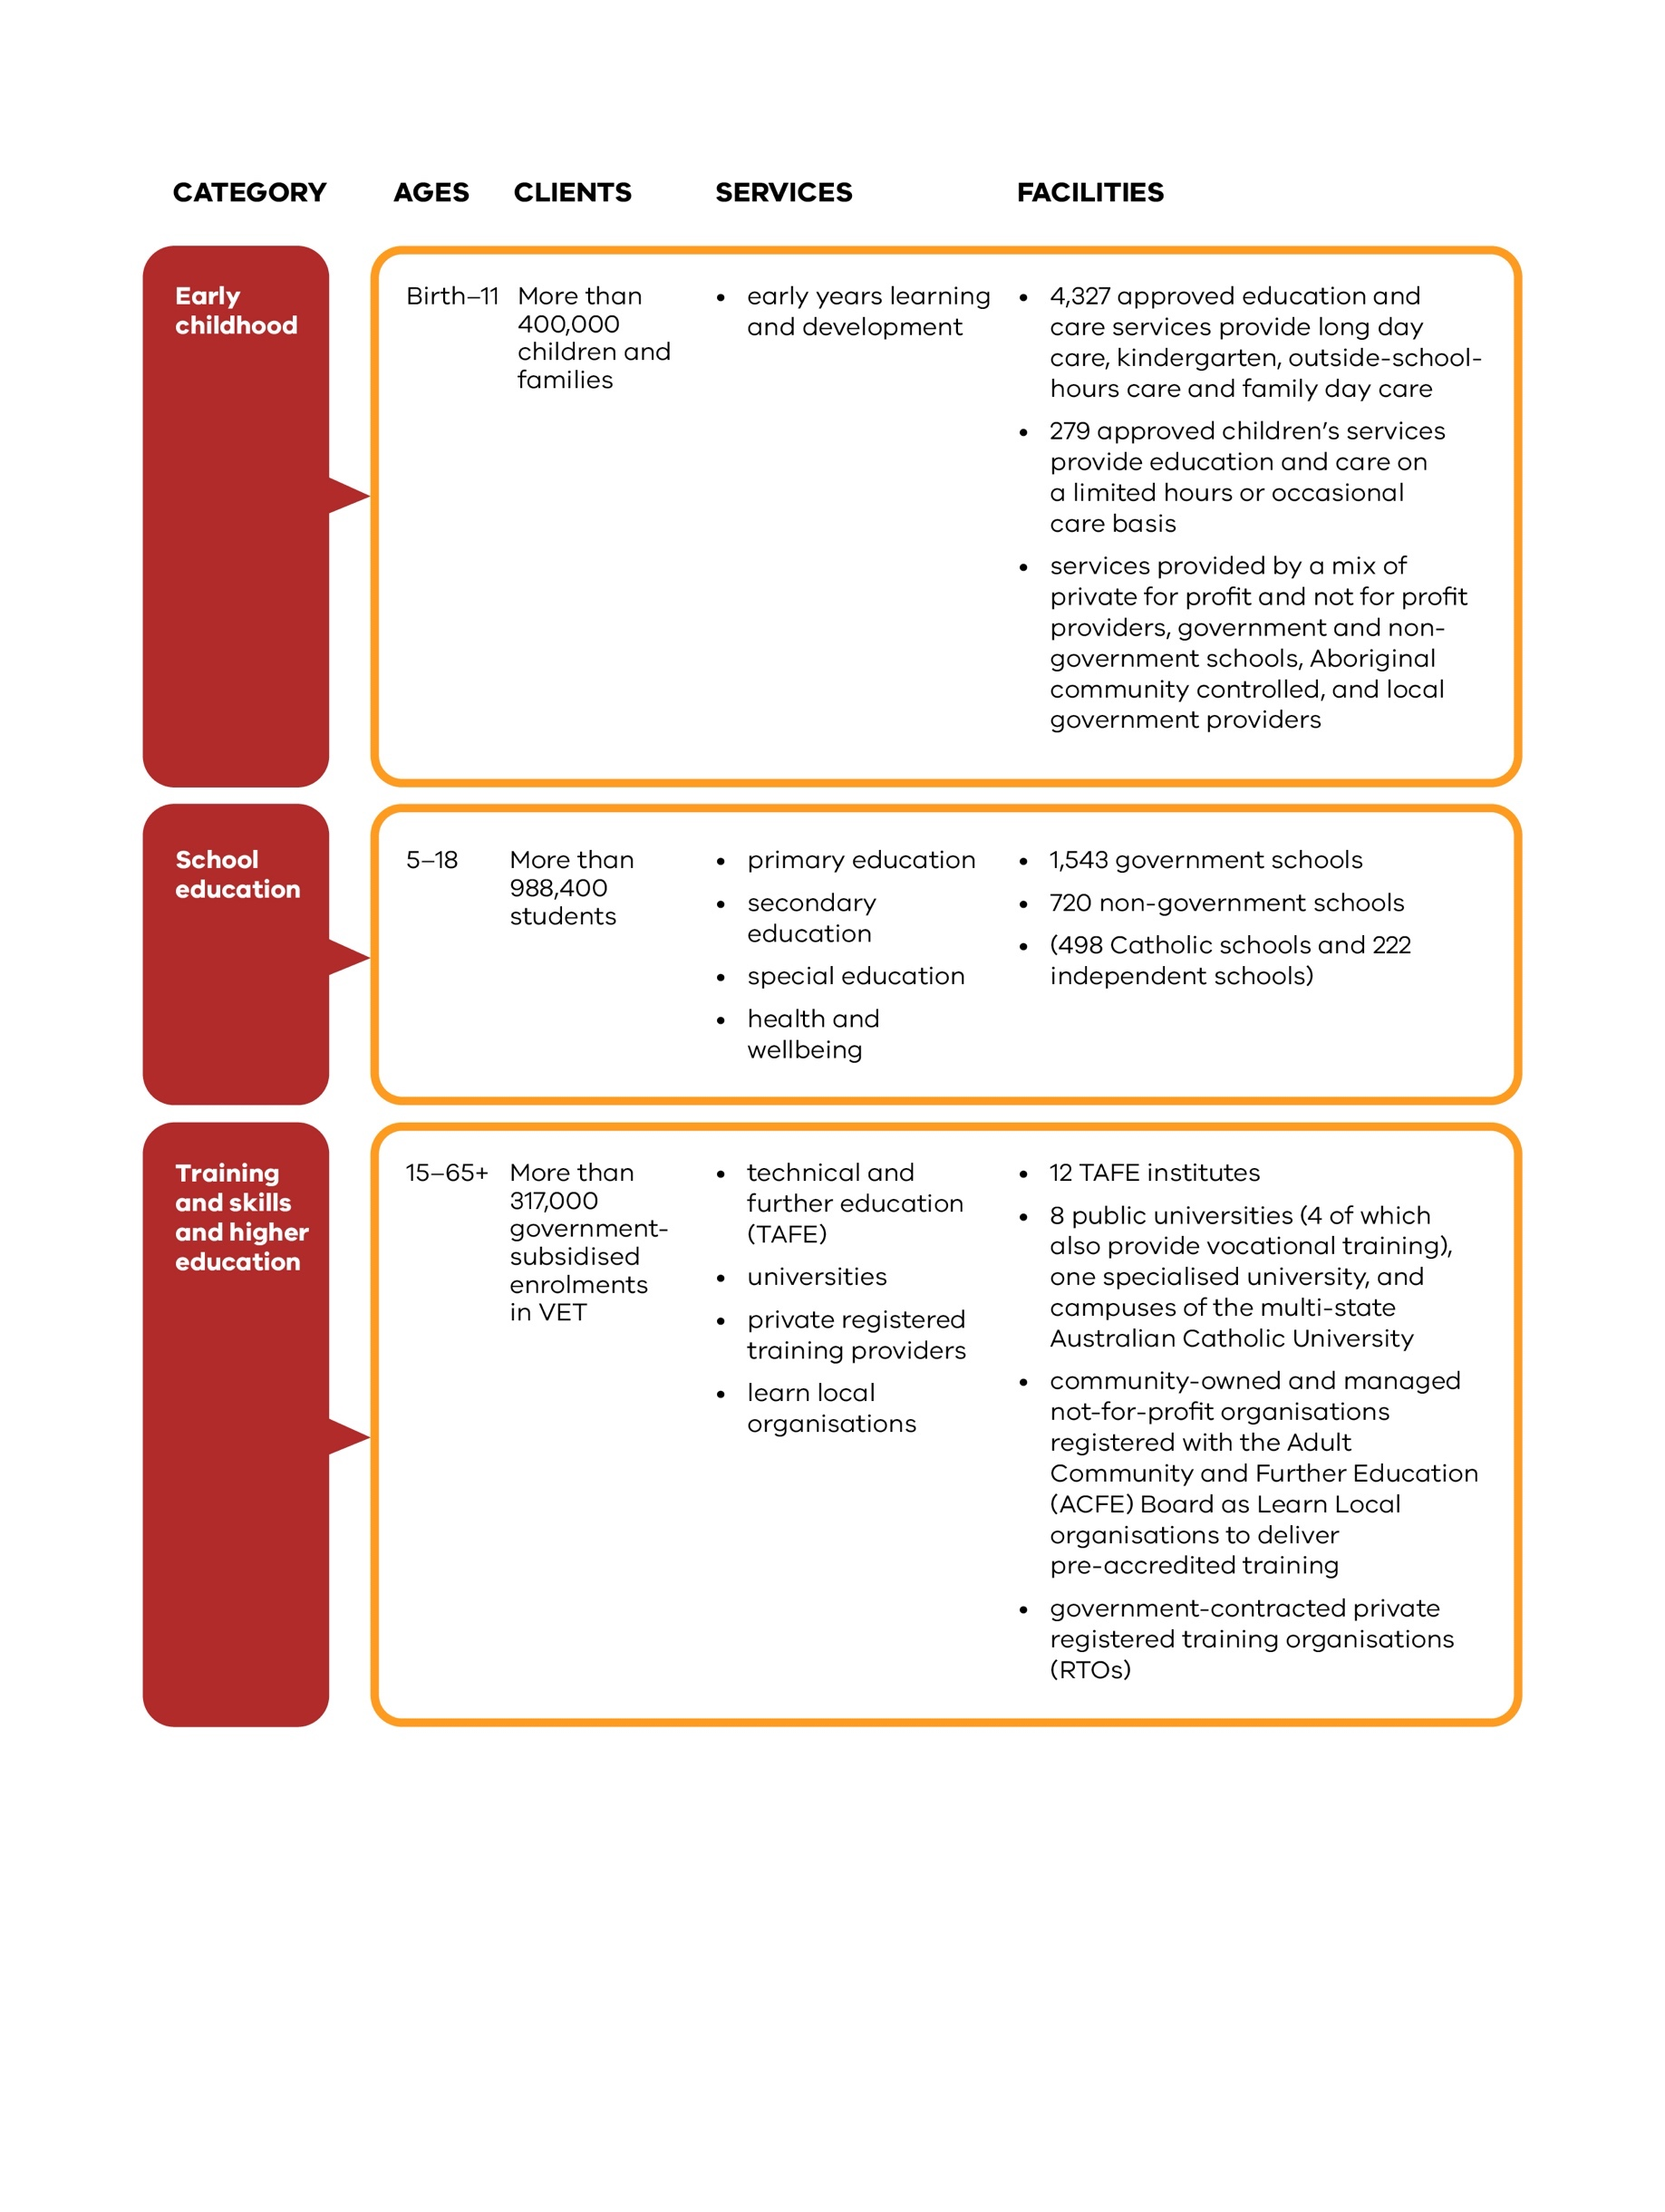 CATEGORY AGES CLIENTS SERVICES FACILITIES
Early
childhood
Birth–11
More than
400,000
children and
families
• early years learning
and development
• 4,327 approved education and
care services provide long day
care, kindergarten, outside-school-
hours care and family day care
• 279 approved children’s services
provide education and care on
a limited hours or occasional
care basis
• services provided by a mix of
private for profit and not for profit
providers, government and non-
government schools, Aboriginal
community controlled, and local
government providers
School
education
5–18
More than
988,400
students
• primary education
• secondary
education
• special education
• health and
wellbeing
• 1,543 government schools
• 720 non-government schools
• (498 Catholic schools and 222
independent schools)
Training
and skills
and higher
education
15–65+
More than
317,000
government-
subsidised
enrolments
in VET
• technical and
further education
(TAFE)
• universities
• private registered
training providers
• learn local
organisations
• 12 TAFE institutes
• 8 public universities (4 of which
also provide vocational training),
one specialised university, and
campuses of the multi-state
Australian Catholic University
• community-owned and managed
not-for-profit organisations
registered with the Adult
Community and Further Education
(ACFE) Board as Learn Local
organisations to deliver
pre-accredited training
• government-contracted private
registered training organisations
(RTOs)